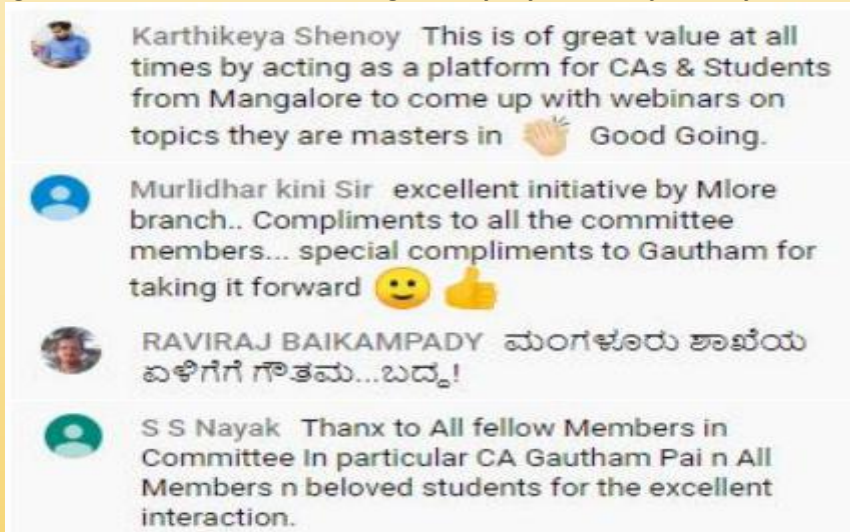 Karthikeya Shenoy This is of great value at all
times by acting as a platform for CAs & Students
from Mangalore to come up with webinars on
topics they are masters in 👏🏻 Good Going.
Murlidhar kini Sir excellent initiative by Mlore
branch.. Compliments to all the committee
members... special compliments to Gautham for
taking it forward 🙂 👍
RAVIRAJ BAIKAMPADY ಮಂಗಳೂರು ಶಾಖೆಯ
ಏಳಿಗೆಗೆ ಗೌತಮ...ಬದ್ಧ!
S S Nayak Thanx to All fellow Members in
Committee In particular CA Gautham Pai n All
Members n beloved students for the excellent
interaction.